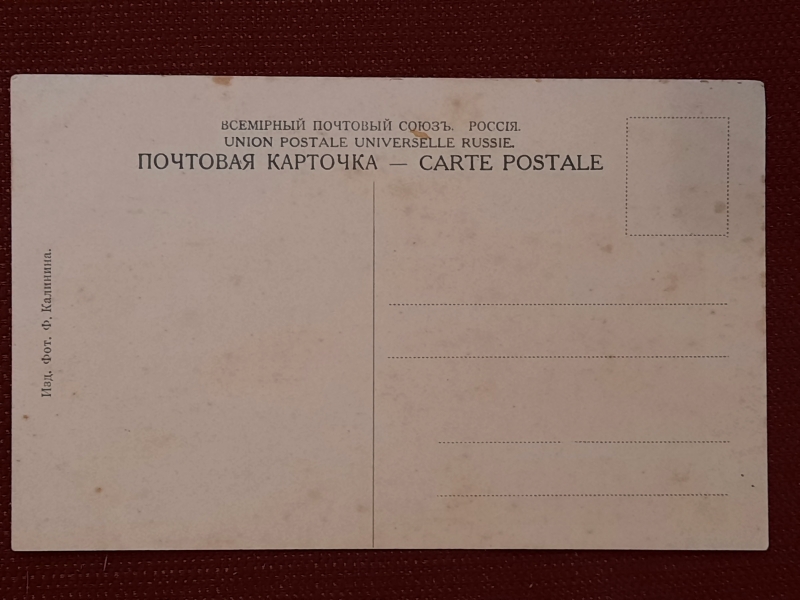 ВСЕМІРНЫЙ ПОЧТОВЫЙ СОЮЗЪ. РОССІЯ.
UNION POSTALE UNIVERSELLE RUSSIE.
ПОЧТОВАЯ КАРТОЧКА — CARTE POSTALE
Изд. Фот. Ф. Калинина.